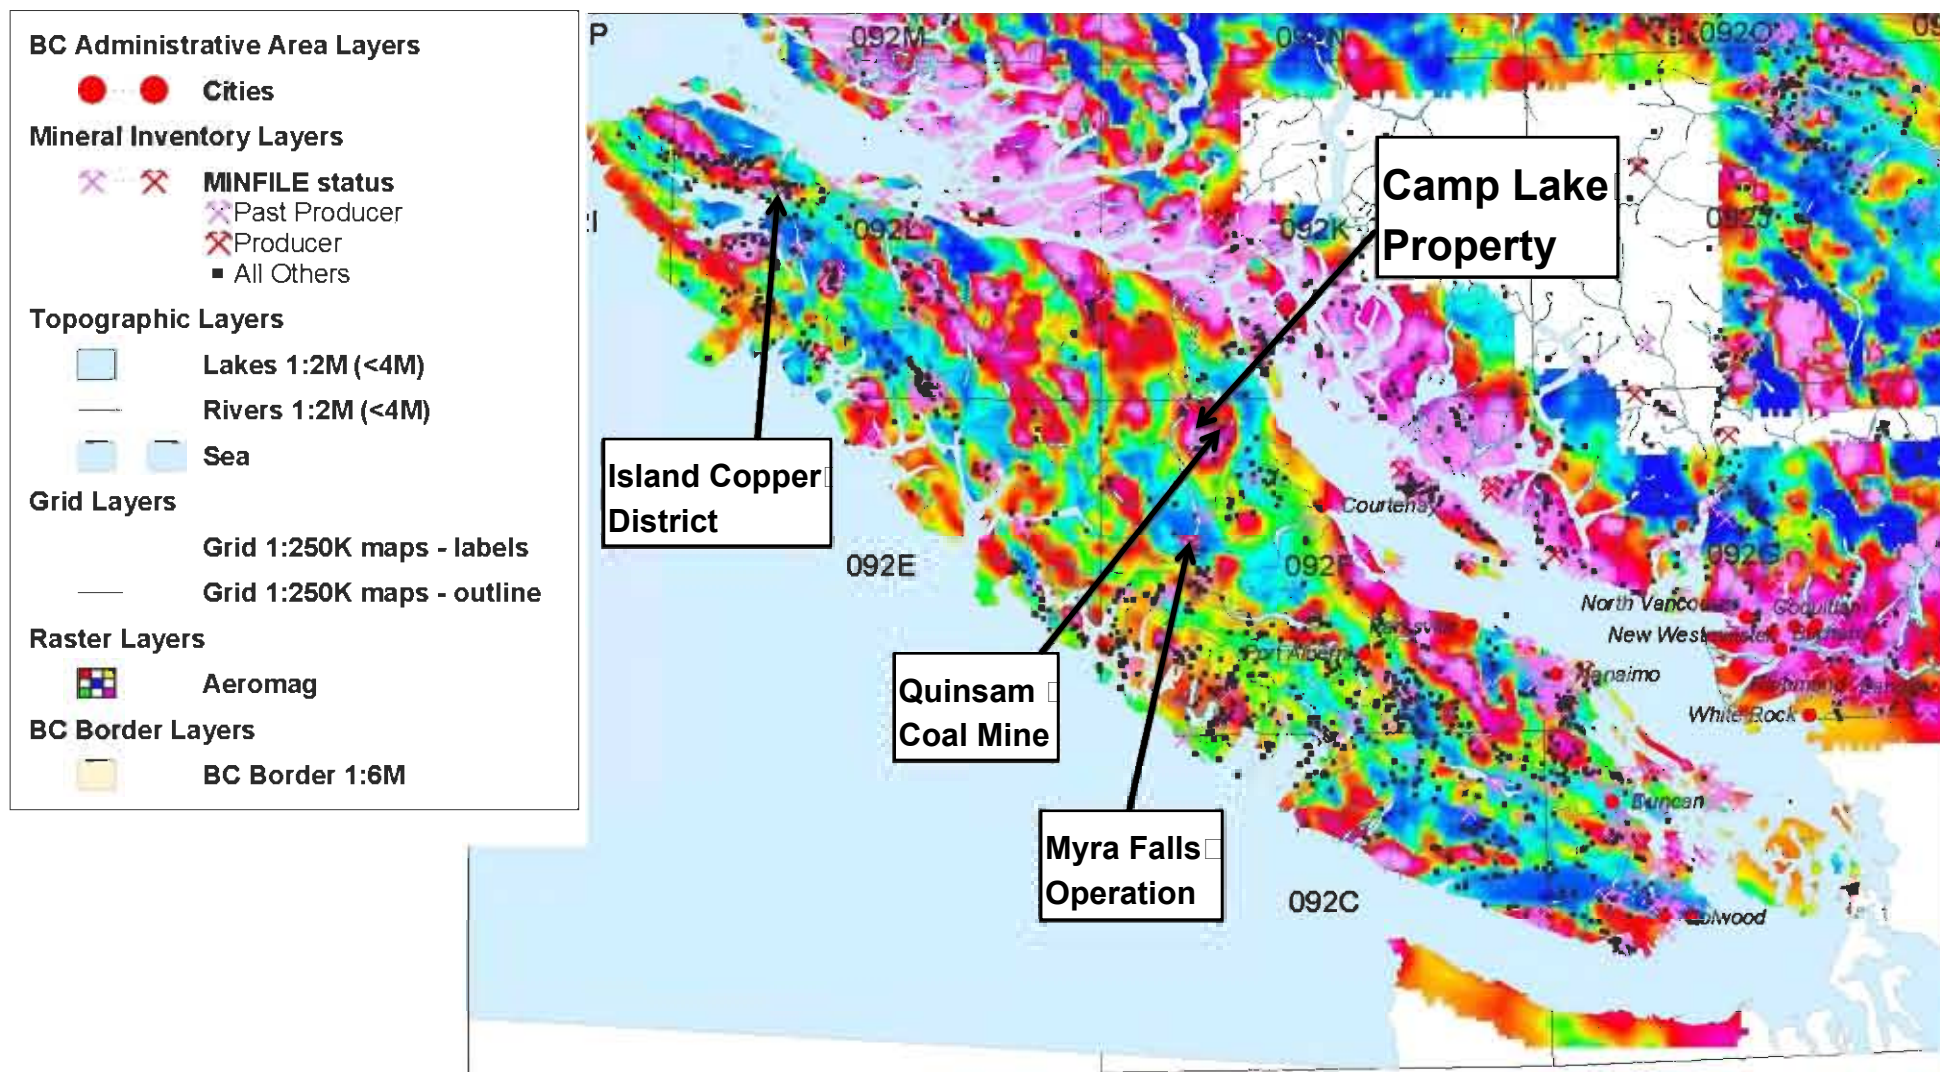 BC Administrative Area Layers
Cities
Mineral Inventory Layers
MINFILE status
Past Producer
Producer
All Others
Topographic Layers
Lakes 1:2M (<4M)
Rivers 1:2M (<4M)
Sea
Grid Layers
Grid 1:250K maps - labels
Grid 1:250K maps - outline
Raster Layers
Aeromag
BC Border Layers
BC Border 1:6M
P
092M
092N
092O
Camp Lake
Property
092L
092K
092J
Island Copper
District
Courtenay
092E
092F
092G
North Vancouver
Coquitlam
New Westminster
Burnaby
Parksville
Port Alberni
Nanaimo
Richmond
White Rock
Quinsam
Coal Mine
Duncan
Myra Falls
Operation
092C
Colwood